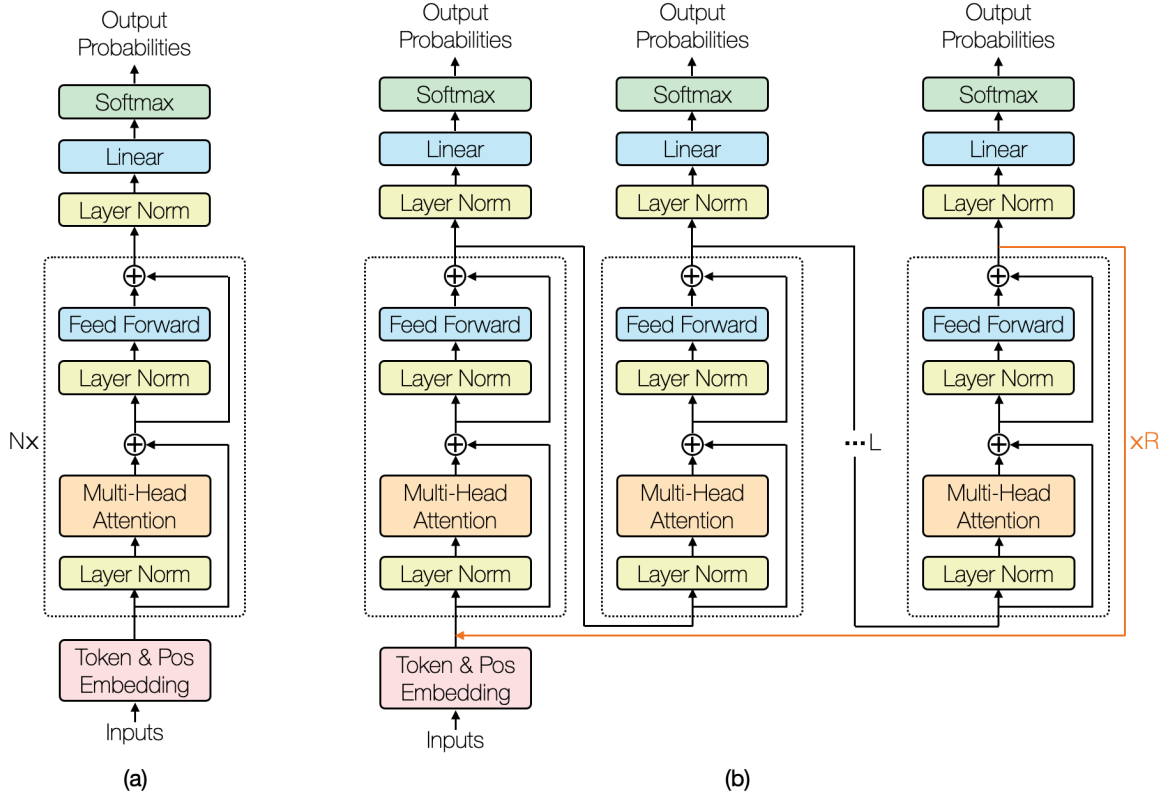 Output
Probabilities
Softmax
Linear
Layer Norm
Feed Forward
Layer Norm
Nx
Multi-Head
Attention
Layer Norm
Token & Pos
Embedding
Inputs
(a)
Output
Probabilities
Softmax
Linear
Layer Norm
Feed Forward
Layer Norm
Multi-Head
Attention
Layer Norm
Token & Pos
Embedding
Inputs
Output
Probabilities
Softmax
Linear
Layer Norm
Feed Forward
Layer Norm
Multi-Head
Attention
Layer Norm
...L
Output
Probabilities
Softmax
Linear
Layer Norm
Feed Forward
Layer Norm
Multi-Head
Attention
Layer Norm
xR
(b)